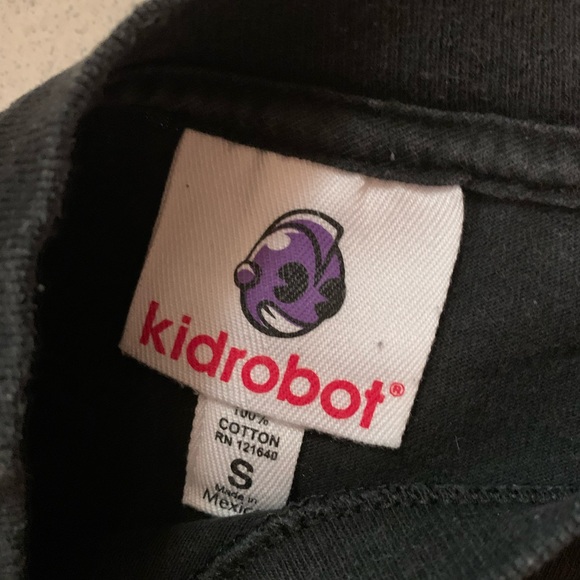 kidrobot®
100%
COTTON
RN 121640
S
Made in
Mexico